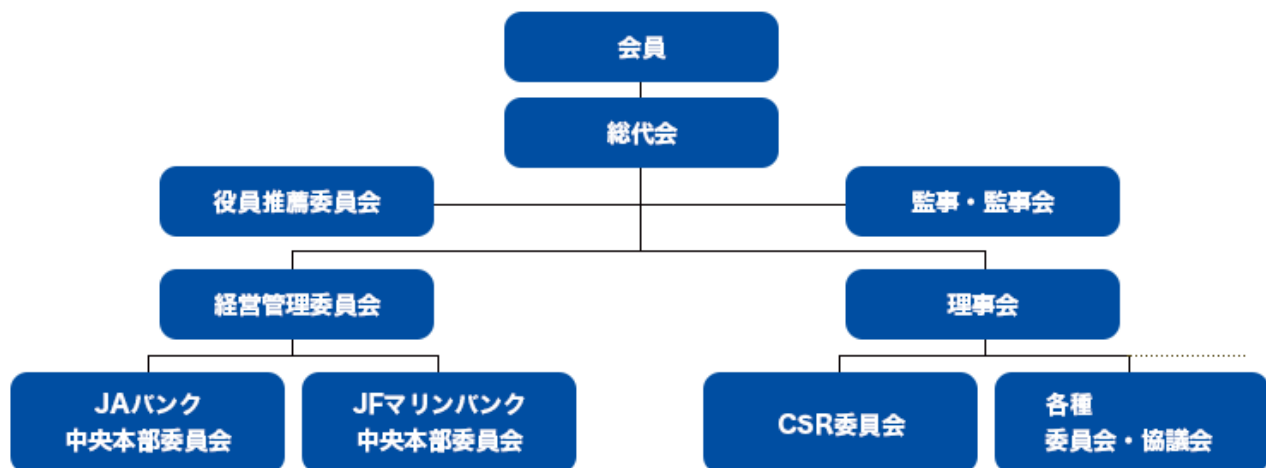 会員
総代会
役員推薦委員会
監事・監事会
経営管理委員会
理事会
JAバンク
中央本部委員会
JFマリンバンク
中央本部委員会
CSR委員会
各種
委員会・協議会